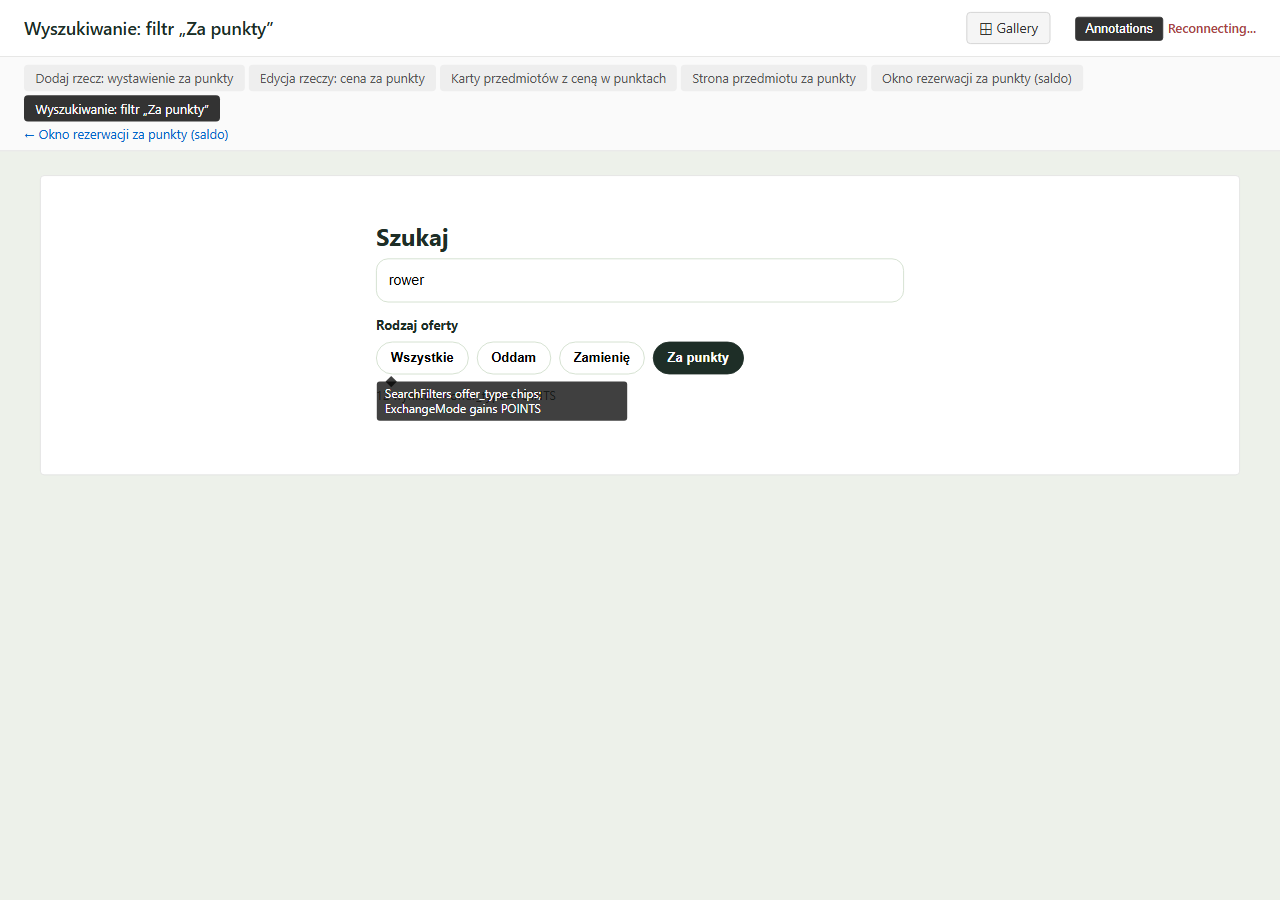 Wyszukiwanie: filtr „Za punkty”
Gallery
Annotations
Reconnecting...
Dodaj rzecz: wystawienie za punkty
Edycja rzeczy: cena za punkty
Karty przedmiotów z ceną w punktach
Strona przedmiotu za punkty
Okno rezerwacji za punkty (saldo)
Wyszukiwanie: filtr „Za punkty”
← Okno rezerwacji za punkty (saldo)
Szukaj
rower
Rodzaj oferty
Wszystkie
Oddam
Zamienię
Za punkty
SearchFilters offer_type chips;
ExchangeMode gains POINTS